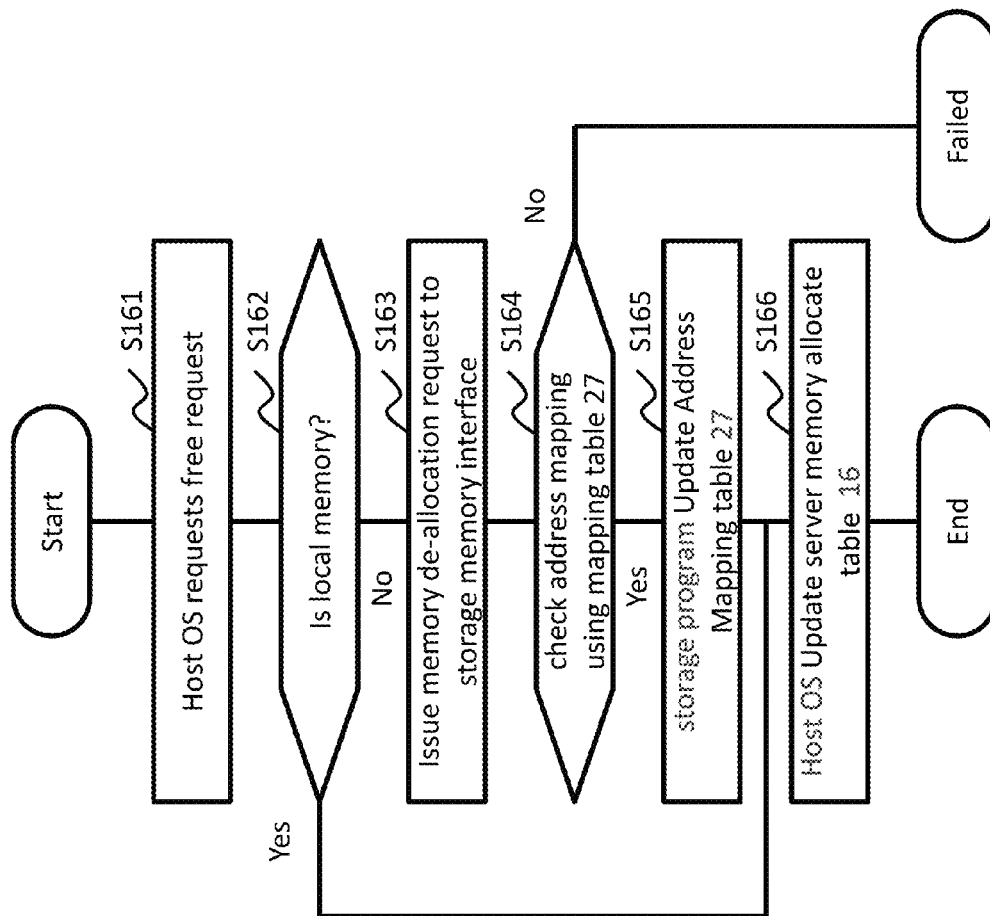 Start
S161
Host OS requests free request
S162
Is local memory?
Yes
No
S163
Issue memory de-allocation request to
storage memory interface
S164
check address mapping
using mapping table 27
No
Yes
S165
storage program Update Address
Mapping table 27
S166
Host OS Update server memory allocate
table 16
End
Failed